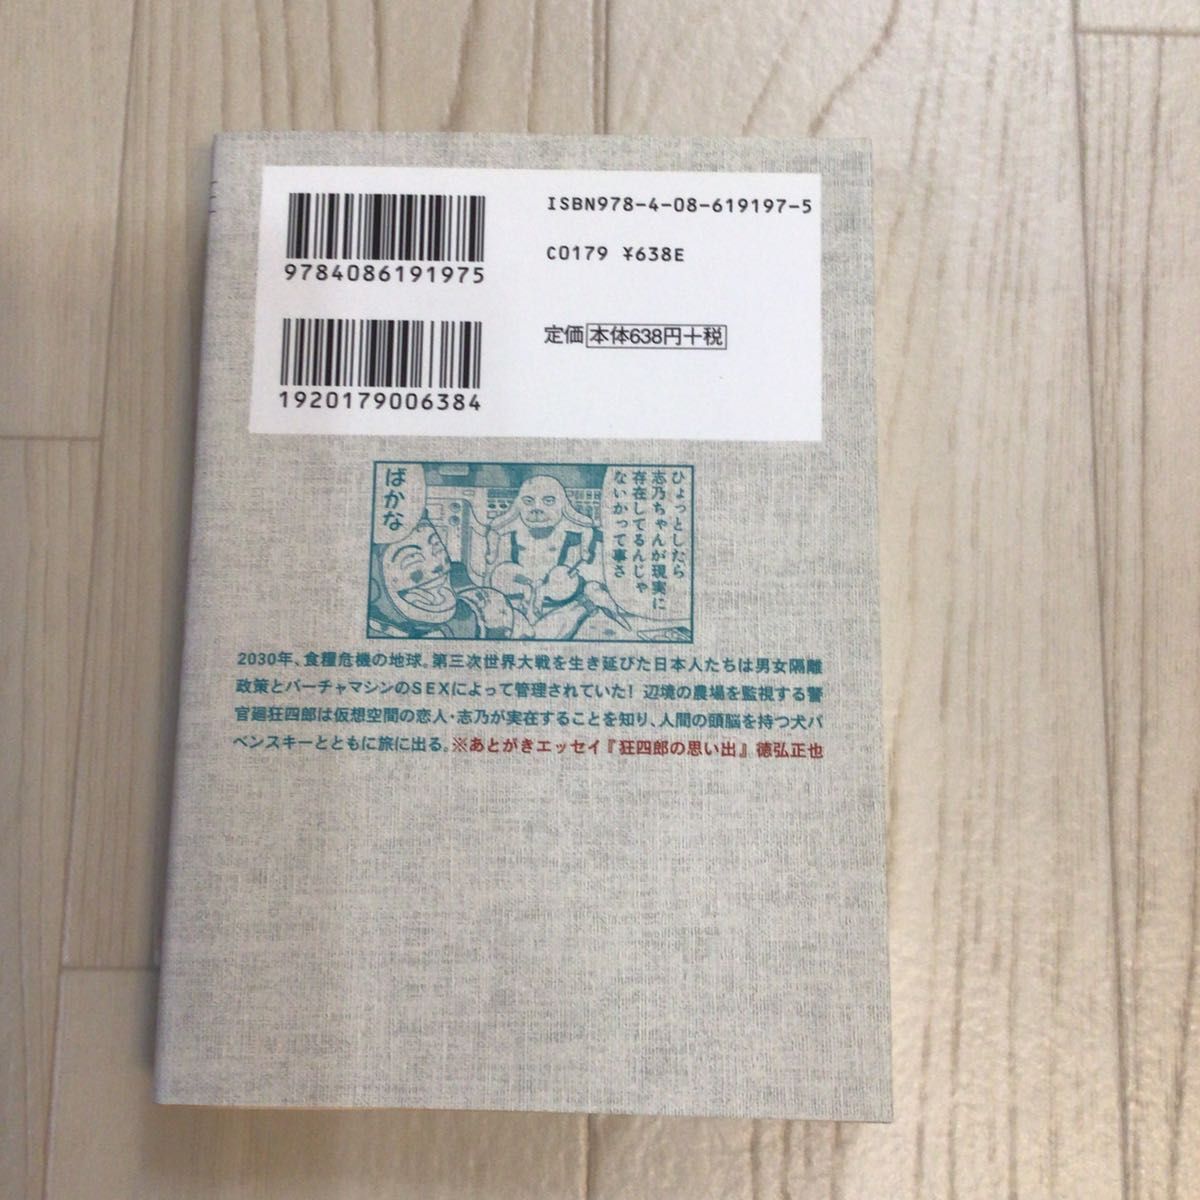 9784086191975
ISBN978-4-08-619197-5
C0179 ¥638E
1920179006384
定価 本体638円+税
ひょっとしたら
志乃ちゃんが現実に
存在してるんじゃ
ないかって事さ
ばかな
2030年、食糧危機の地球。第三次世界大戦を生き延びた日本人たちは男女隔離
政策とバーチャマシンのSEXによって管理されていた! 辺境の農場を監視する警
官廻狂四郎は仮想空間の恋人・志乃が実在することを知り、人間の頭脳を持つ犬バ
ベンスキーとともに旅に出る。※あとがきエッセイ『狂四郎の思い出』徳弘正也